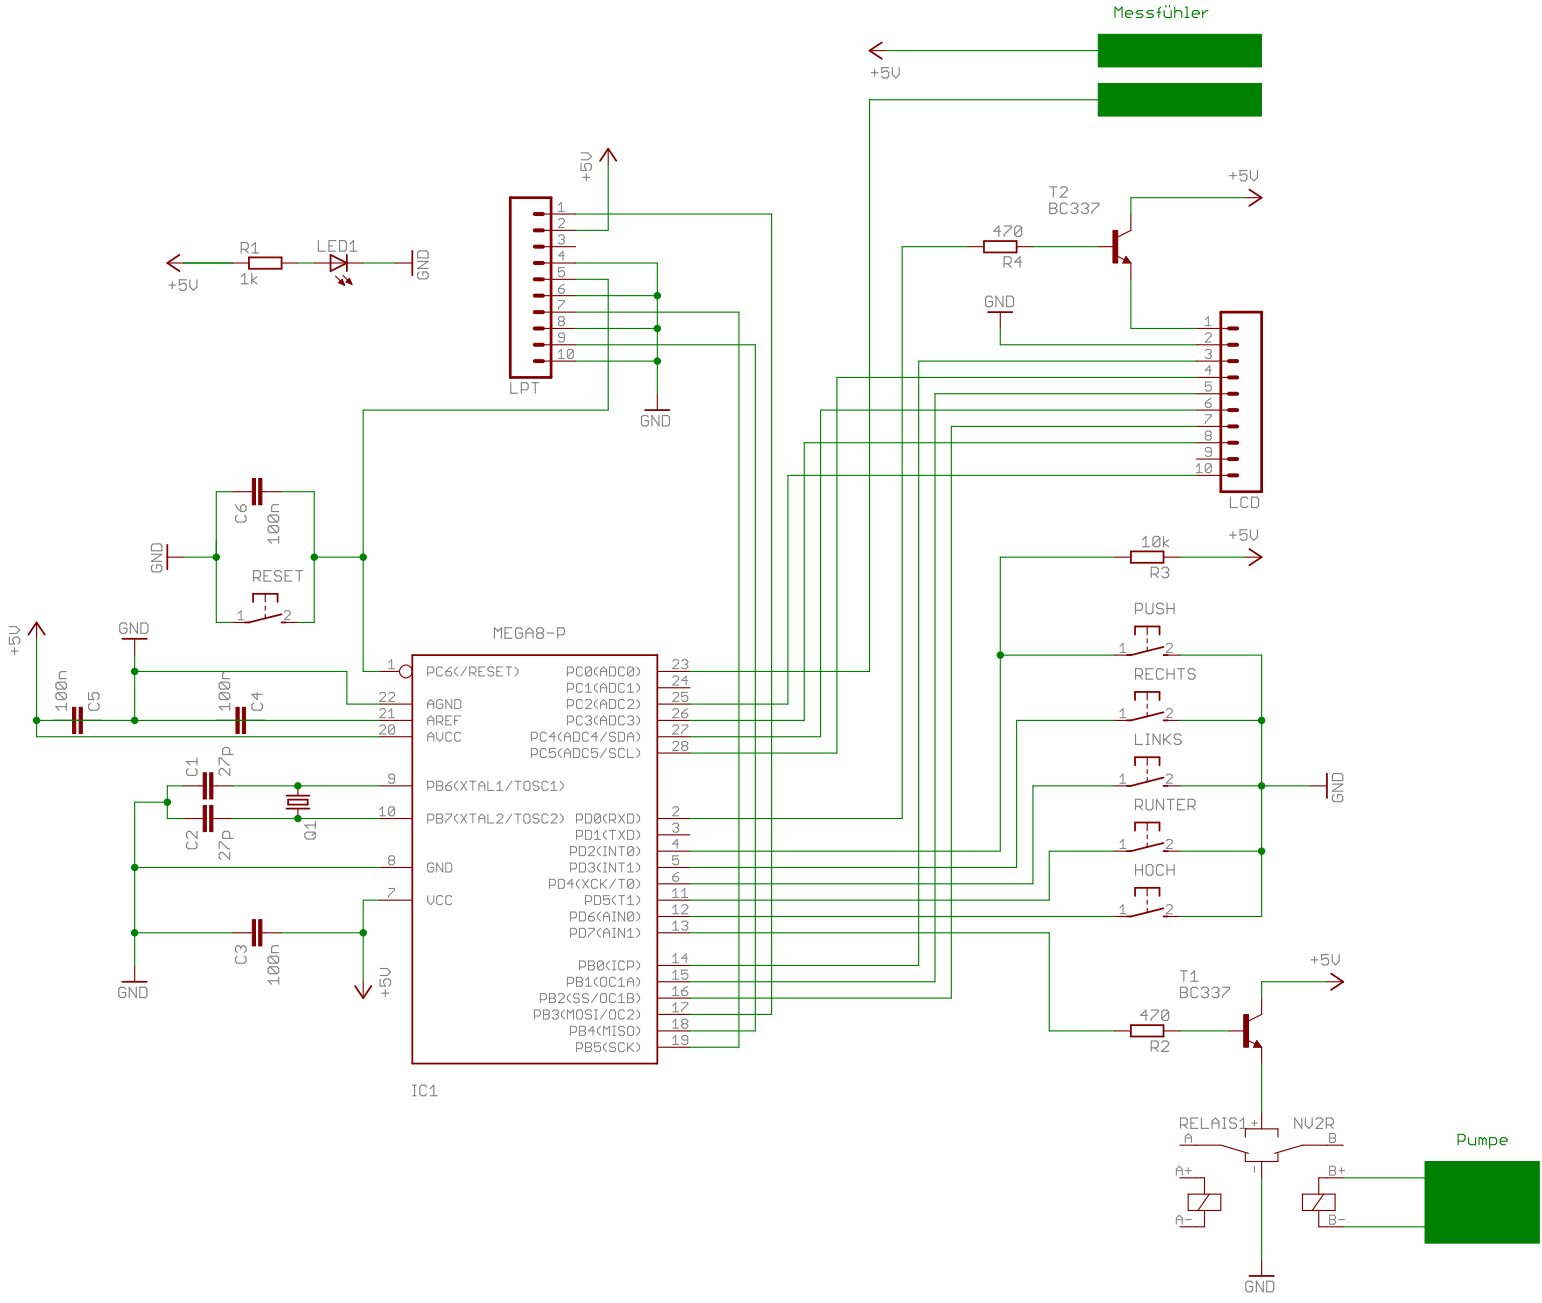 Messfühler
+5V
+5V
T2
BC337
+5V
470
R4
R1
1k
+5V
LED1
GND
1
2
3
4
5
6
7
8
9
10
LPT
GND
GND
1
2
3
4
5
6
7
8
9
10
LCD
C6
100n
GND
RESET
1
2
10k
R3
+5V
PUSH
1
2
RECHTS
1
2
LINKS
1
2
RUNTER
1
2
HOCH
1
2
GND
+5V
GND
100n
C5
100n
C4
C1
27p
C2
27p
Q1
C3
100n
GND
+5V
MEGA8-P
1 PC6(/RESET)
22 AGND
21 AREF
20 AVCC
9 PB6(XTAL1/TOSC1)
10 PB7(XTAL2/TOSC2)
8 GND
7 VCC
PC0(ADC0) 23
PC1(ADC1) 24
PC2(ADC2) 25
PC3(ADC3) 26
PC4(ADC4/SDA) 27
PC5(ADC5/SCL) 28
PD0(RXD) 2
PD1(TXD) 3
PD2(INT0) 4
PD3(INT1) 5
PD4(XCK/T0) 6
PD5(T1) 11
PD6(AIN0) 12
PD7(AIN1) 13
PB0(ICP) 14
PB1(OC1A) 15
PB2(SS/OC1B) 16
PB3(MOSI/OC2) 17
PB4(MISO) 18
PB5(SCK) 19
IC1
T1
BC337
+5V
470
R2
RELAIS1
+
NV2R
A
B
-
A+
A-
B+
B-
Pumpe
GND